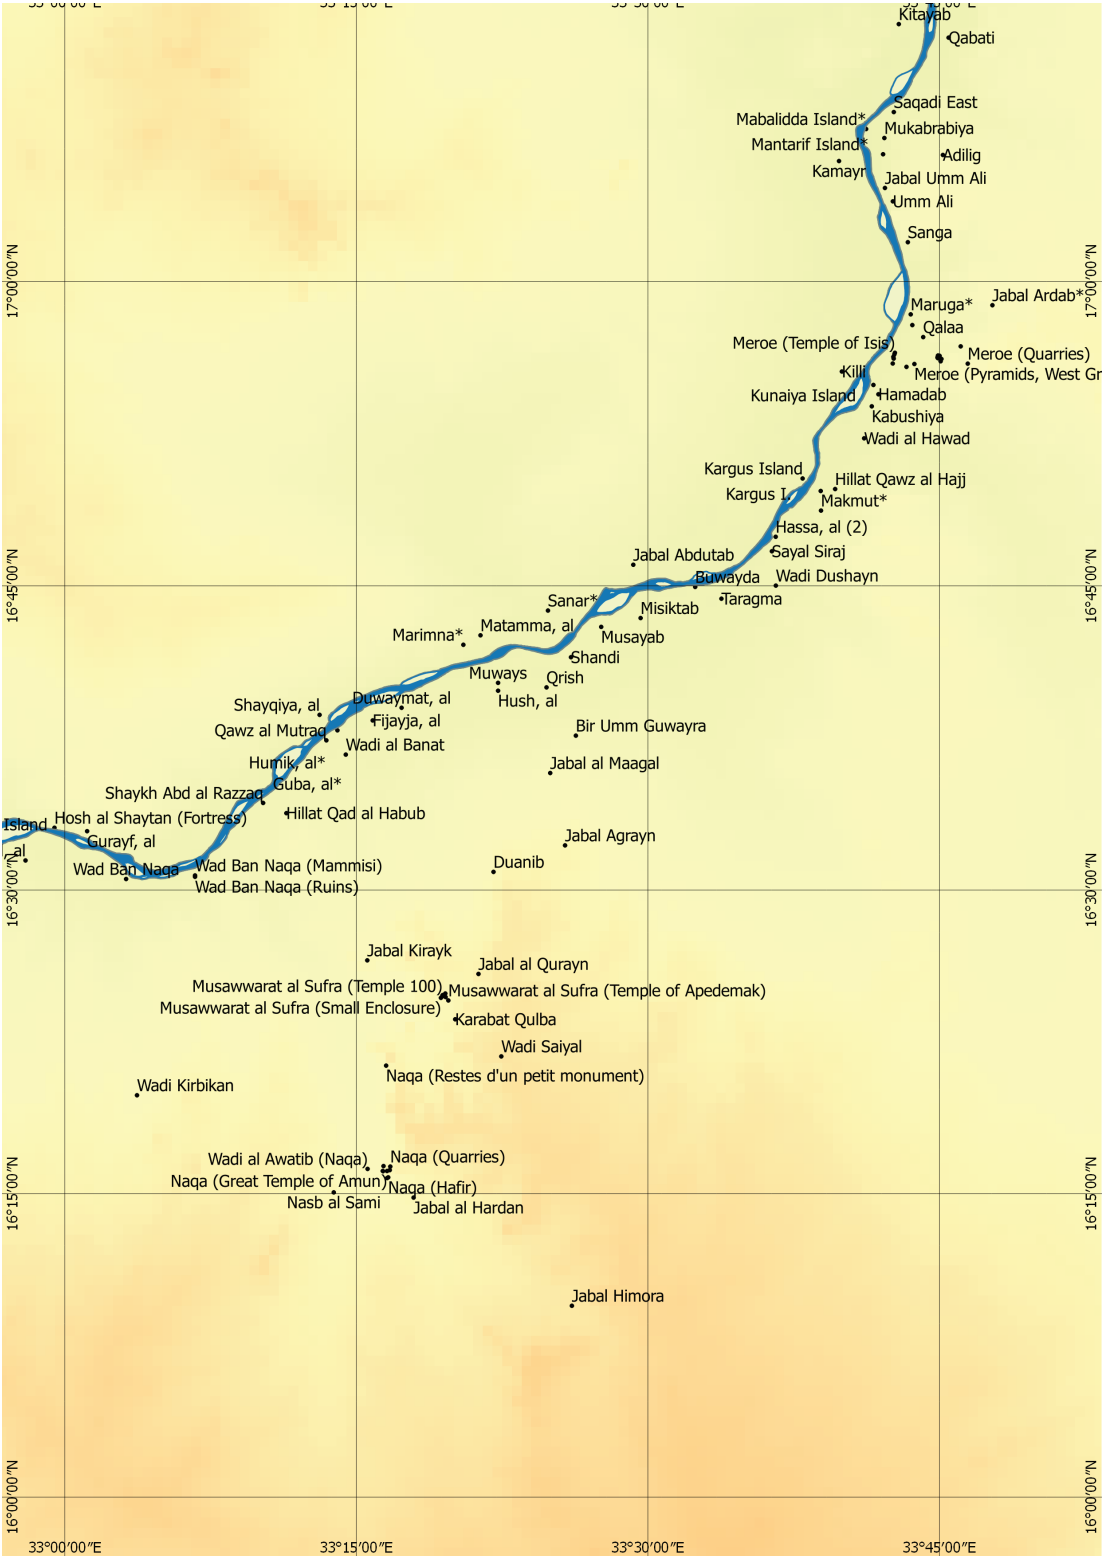 33°15′00″E
Kitayab
Qabati
Saqadi East
Mabalidda Island*
Mukabrabiya
Mantarif Island*
Adilig
Kamayr
Jabal Umm Ali
Umm Ali
Sanga
17°00′00″N
17°00′00″N
Jabal Ardab*
Maruga*
Qalaa
Meroe (Temple of Isis)
Meroe (Quarries)
Killi
Meroe (Pyramids, West Gr
Kunaiya Island
Hamadab
Kabushiya
Wadi al Hawad
Kargus Island
Hillat Qawz al Hajj
Kargus I.
Makmut*
Hassa, al (2)
Sayal Siraj
Jabal Abdutab
16°45′00″N
16°45′00″N
Buwayda
Wadi Dushayn
Taragma
Sanar*
Misiktab
Matamma, al
Marimna*
Musayab
Shandi
Muways
Qrish
Duwaymat, al
Hush, al
Shayqiya, al
Fijayja, al
Bir Umm Guwayra
Qawz al Mutraq
Wadi al Banat
Humik, al*
Jabal al Maagal
Guba, al*
Shaykh Abd al Razzaq
Hillat Qad al Habub
Island
Hosh al Shaytan (Fortress)
Gurayf, al
Jabal Agrayn
, al
Wad Ban Naqa
Wad Ban Naqa (Mammisi)
Duanib
Wad Ban Naqa (Ruins)
16°30′00″N
16°30′00″N
Jabal Kirayk
Jabal al Qurayn
Musawwarat al Sufra (Temple 100)
Musawwarat al Sufra (Temple of Apedemak)
Musawwarat al Sufra (Small Enclosure)
Karabat Qulba
Wadi Saiyal
Naqa (Restes d'un petit monument)
Wadi Kirbikan
Wadi al Awatib (Naqa)
Naqa (Quarries)
Naqa (Great Temple of Amun)
Naqa (Hafir)
16°15′00″N
16°15′00″N
Nasb al Sami
Jabal al Hardan
Jabal Himora
16°00′00″N
16°00′00″N
33°00′00″E
33°15′00″E
33°30′00″E
33°45′00″E